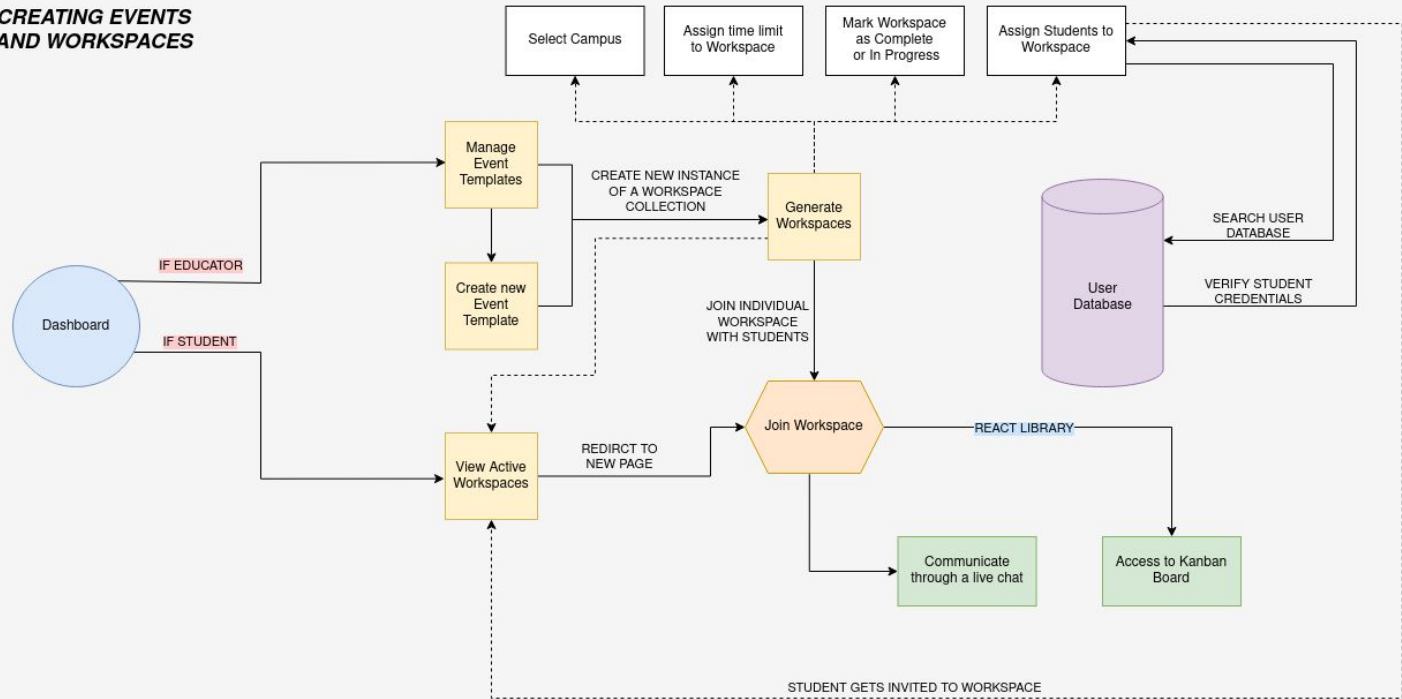 CREATING EVENTS
AND WORKSPACES
Select Campus
Assign time limit
to Workspace
Mark Workspace
as Complete
or In Progress
Assign Students to
Workspace
Manage
Event
Templates
CREATE NEW INSTANCE
OF A WORKSPACE
COLLECTION
Generate
Workspaces
SEARCH USER
DATABASE
IF EDUCATOR
Create new
Event
Template
User
Database
VERIFY STUDENT
CREDENTIALS
Dashboard
JOIN INDIVIDUAL
WORKSPACE
WITH STUDENTS
IF STUDENT
Join Workspace
REACT LIBRARY
View Active
Workspaces
REDIRCT TO
NEW PAGE
Communicate
through a live chat
Access to Kanban
Board
STUDENT GETS INVITED TO WORKSPACE